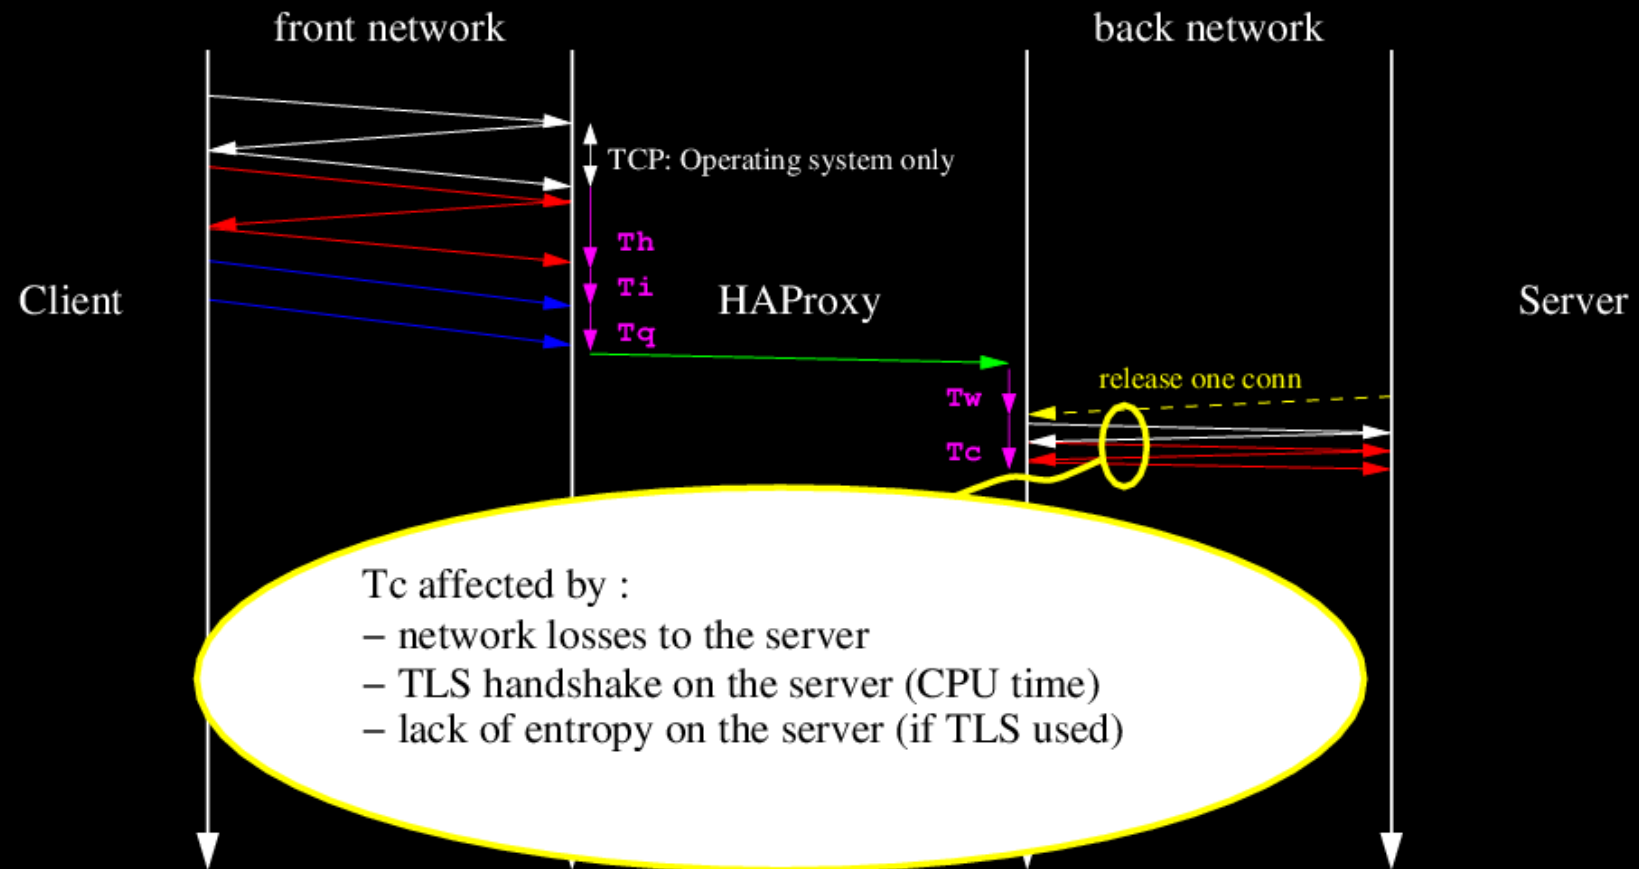 front network
back network
TCP: Operating system only
Th
Ti
Client
HAProxy
Server
Tq
release one conn
Tw
Tc
Tc affected by :
– network losses to the server
– TLS handshake on the server (CPU time)
– lack of entropy on the server (if TLS used)